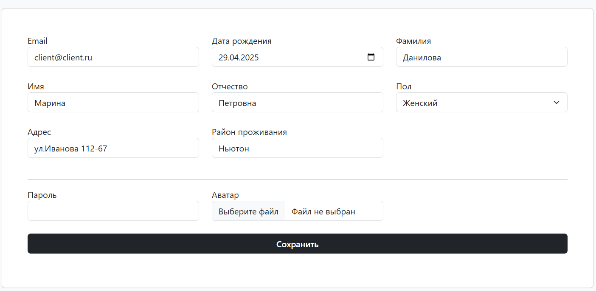 Email Дата рождения Фамилия
client@client.ru 29.04.2025 Данилова
Имя Отчество Пол
Марина Петровна Женский
Адрес Район проживания
ул.Иванова 112-67 Ньютон
Пароль Аватар
Выберите файл Файл не выбран
Сохранить